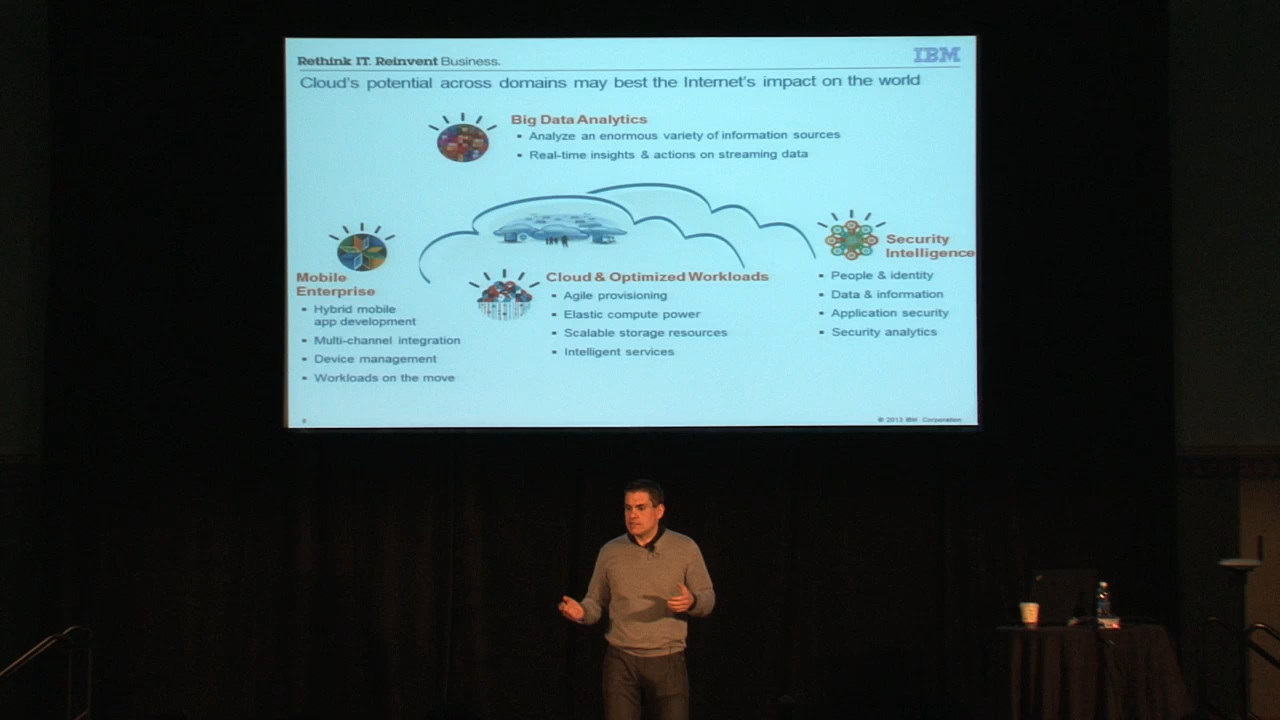 Rethink IT. Reinvent Business.
IBM
Cloud's potential across domains may best the Internet's impact on the world
Big Data Analytics
▪ Analyze an enormous variety of information sources
▪ Real-time insights & actions on streaming data
Mobile
Enterprise
▪ Hybrid mobile
app development
▪ Multi-channel integration
▪ Device management
▪ Workloads on the move
Cloud & Optimized Workloads
▪ Agile provisioning
▪ Elastic compute power
▪ Scalable storage resources
▪ Intelligent services
Security
Intelligence
▪ People & identity
▪ Data & information
▪ Application security
▪ Security analytics
© 2013 IBM Corporation